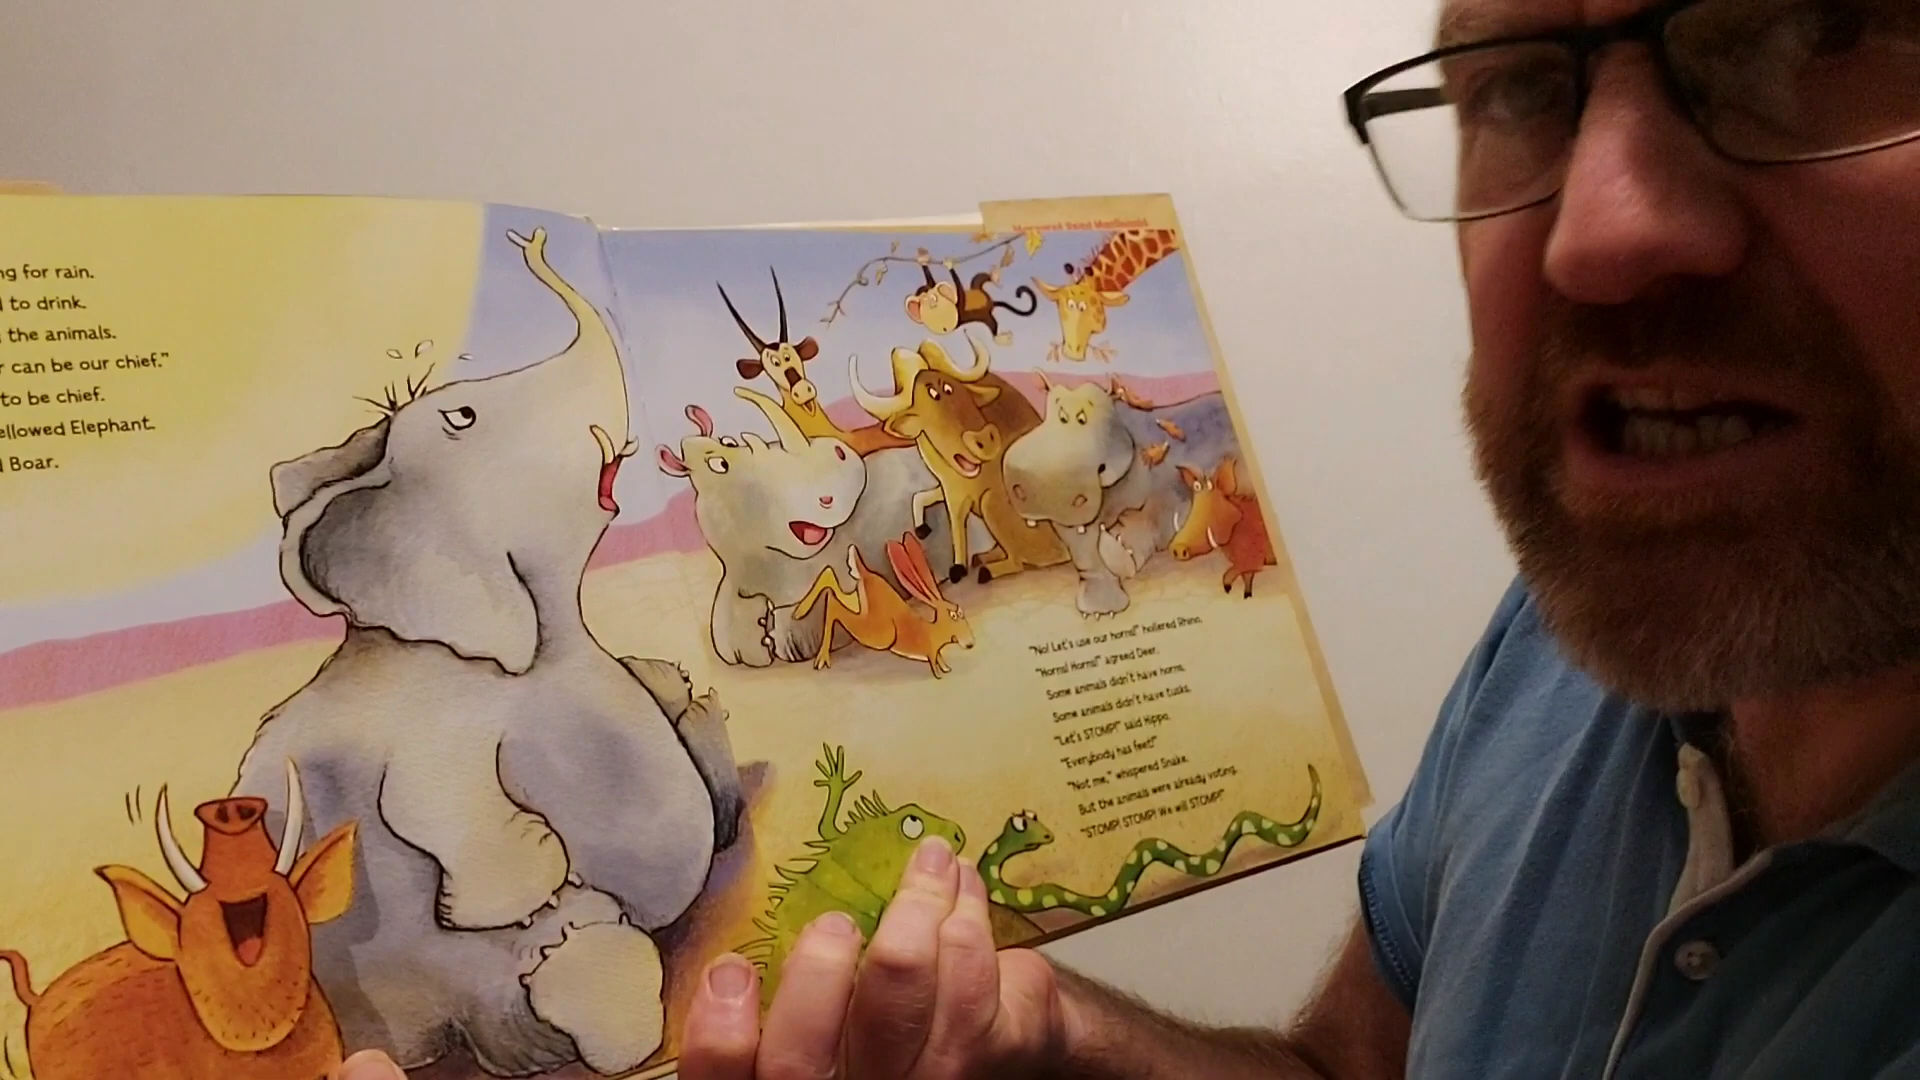 ng for rain.
to drink.
the animals.
r can be our chief."
to be chief.
ellowed Elephant.
d Boar.
Margaret Read MacDonald
"No! Let's use our horns!" hollered Rhino.
"Horns! Horns!" agreed Deer.
Some animals didn't have horns.
Some animals didn't have tusks.
"Let's STOMP!" said Hippo.
"Everybody has feet!"
"Not me," whispered Snake.
But the animals were already voting.
"STOMP! STOMP! We will STOMP!"